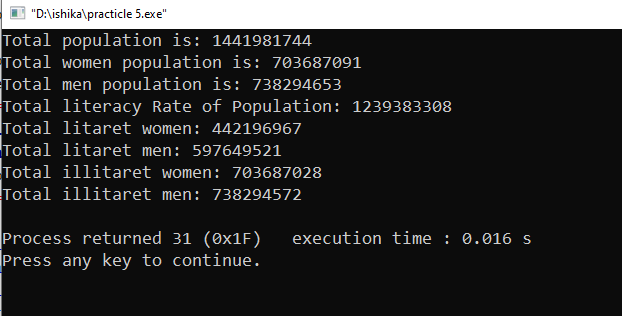 "D:\ishika\practicle 5.exe"
Total population is: 1441981744
Total women population is: 703687091
Total men population is: 738294653
Total literacy Rate of Population: 1239383308
Total litaret women: 442196967
Total litaret men: 597649521
Total illitaret women: 703687028
Total illitaret men: 738294572
Process returned 31 (0x1F)   execution time : 0.016 s
Press any key to continue.